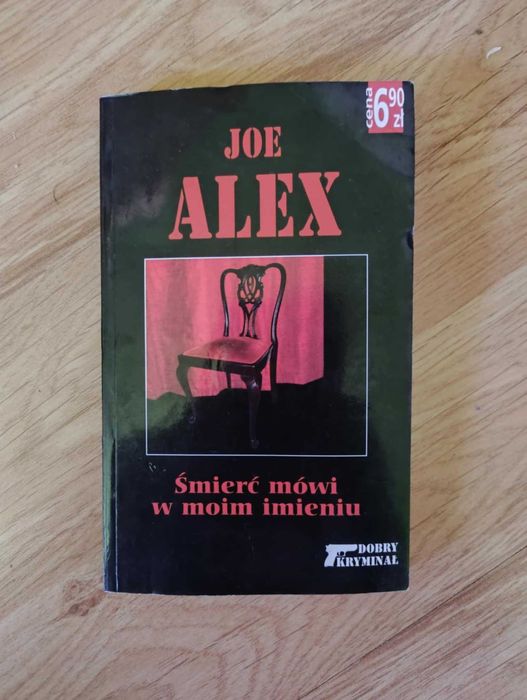 cena 6 90 zł
JOE
ALEX
Śmierć mówi
w moim imieniu
DOBRY
KRYMINAŁ